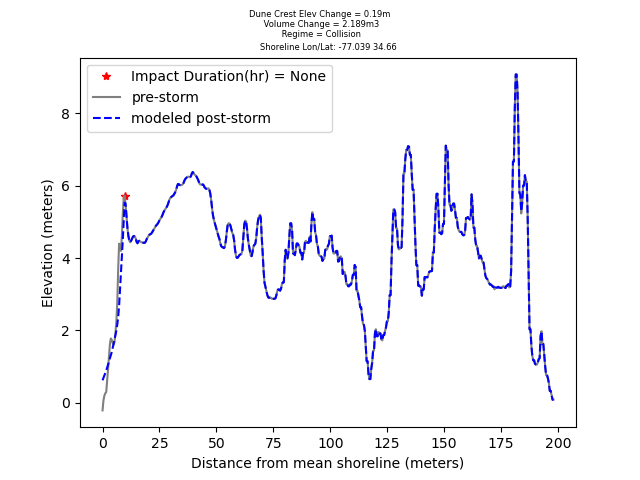 Dune Crest Elev Change = 0.19m
Volume Change = 2.189m3
Regime = Collision
Shoreline Lon/Lat: -77.039 34.66
Impact Duration(hr) = None
pre-storm
modeled post-storm
8
6
4
2
0
Elevation (meters)
0 25 50 75 100 125 150 175 200
Distance from mean shoreline (meters)